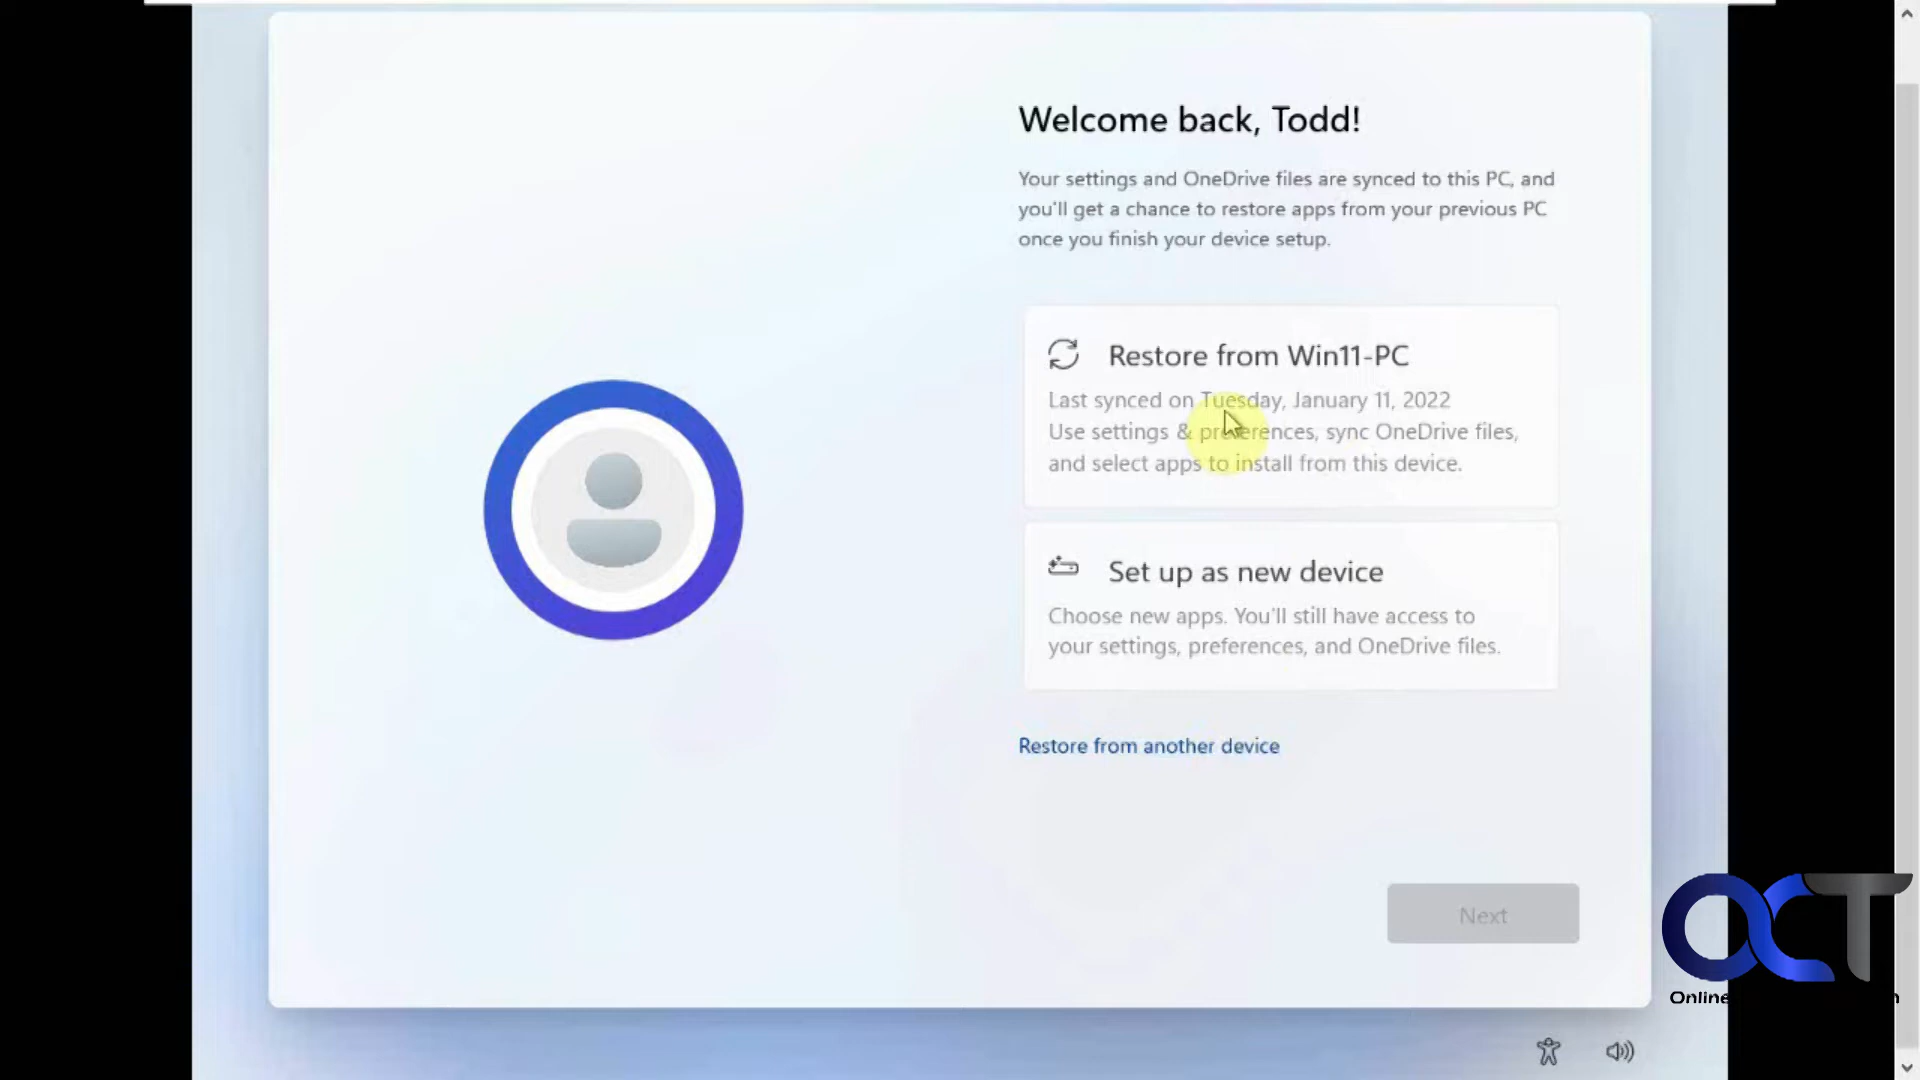 Welcome back, Todd!
Your settings and OneDrive files are synced to this PC, and
you'll get a chance to restore apps from your previous PC
once you finish your device setup.
Restore from Win11-PC
Last synced on Tuesday, January 11, 2022
Use settings & preferences, sync OneDrive files,
and select apps to install from this device.
Set up as new device
Choose new apps. You'll still have access to
your settings, preferences, and OneDrive files.
Restore from another device
Next
OCT
Online